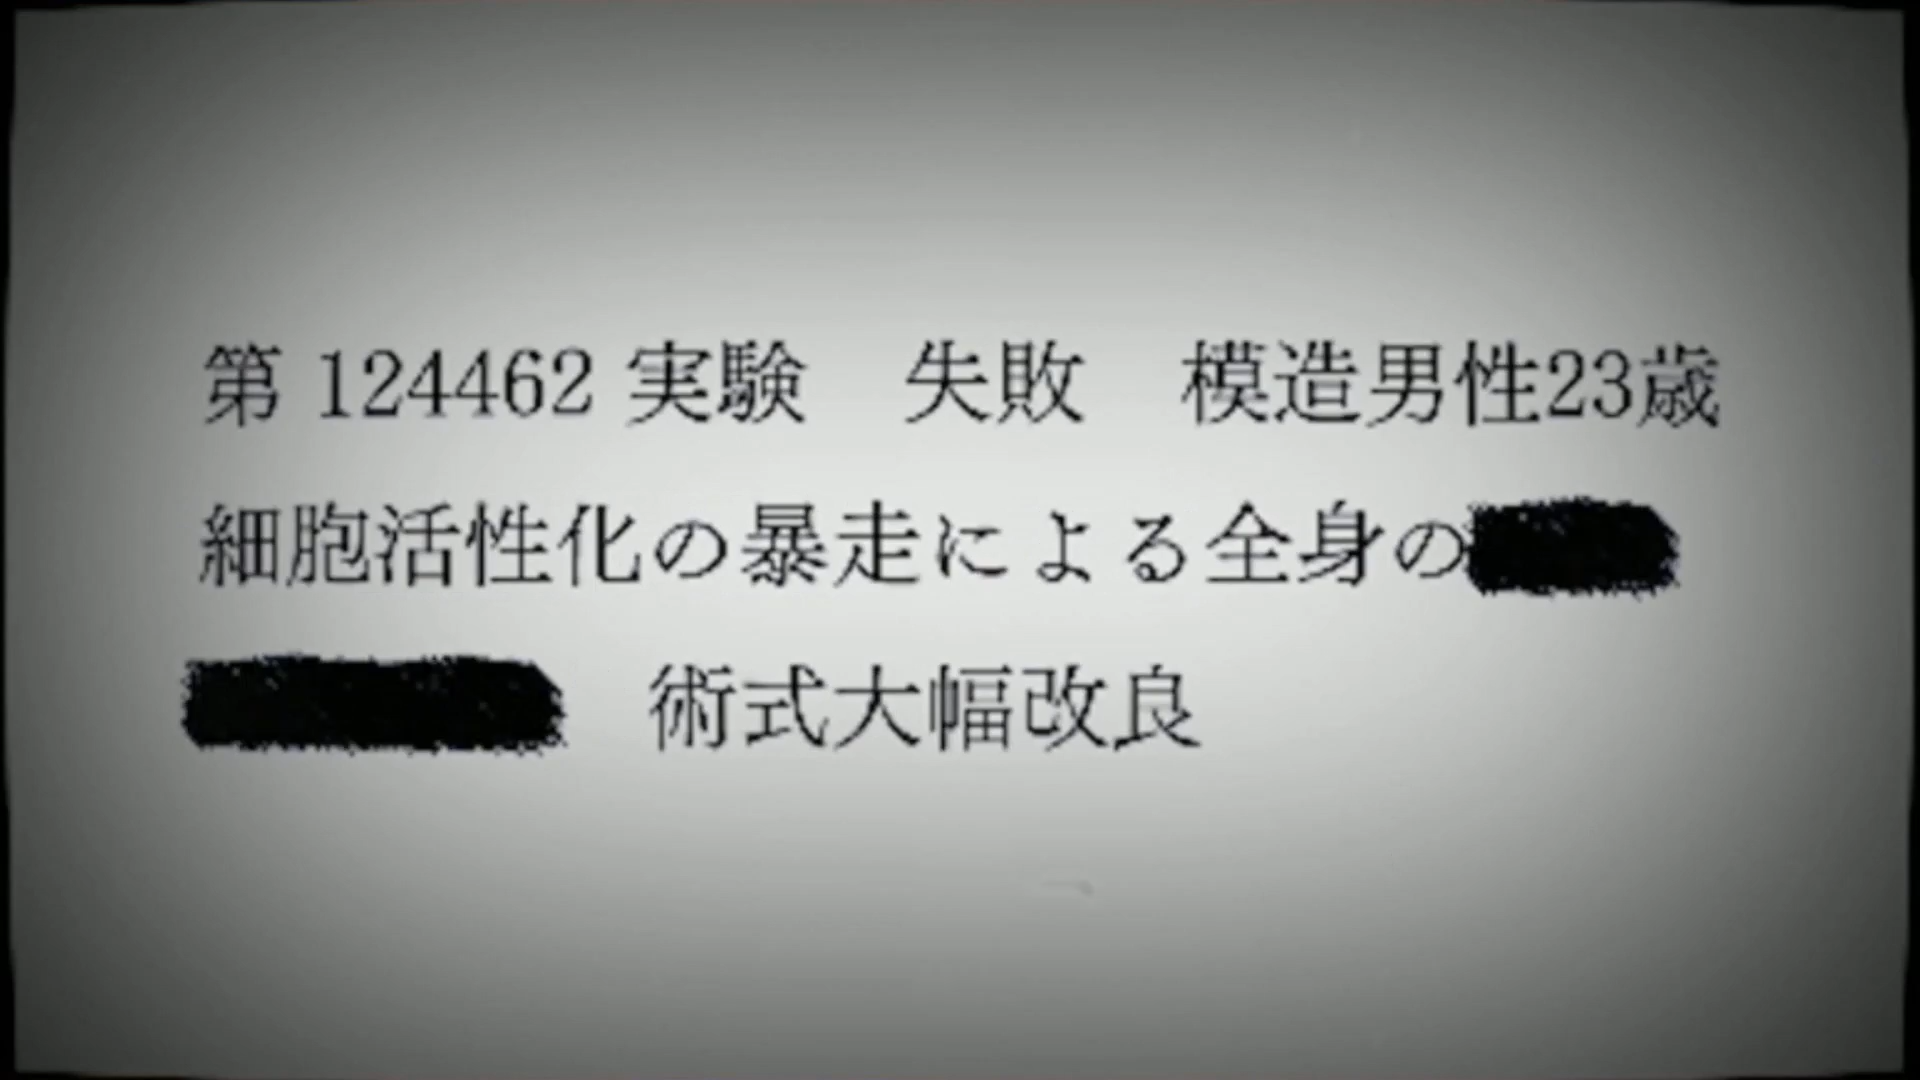 第 124462 実験　失敗　模造男性23歳
細胞活性化の暴走による全身の
術式大幅改良